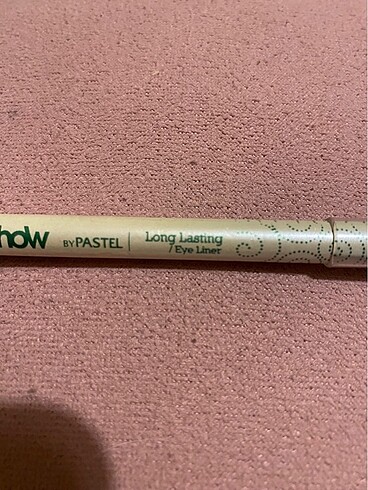 how BY PASTEL
Long Lasting
/ Eye Liner